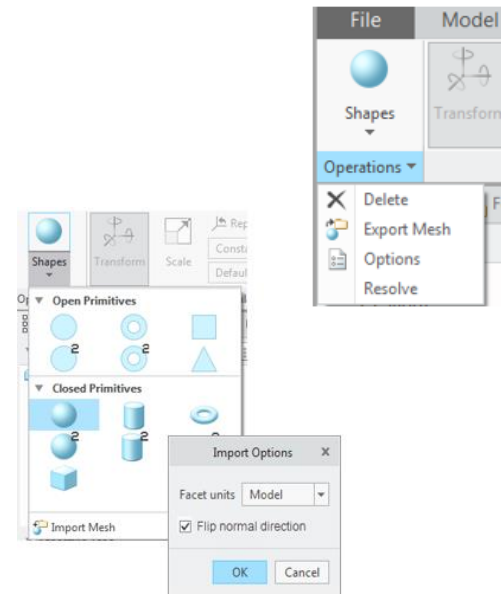 File Model
Shapes Transform
Operations
Delete
Export Mesh
Options
Resolve
Shapes Transform Scale
Open Primitives
2 2
Closed Primitives
2 2
Import Mesh
Import Options X
Facet units Model
Flip normal direction
OK Cancel